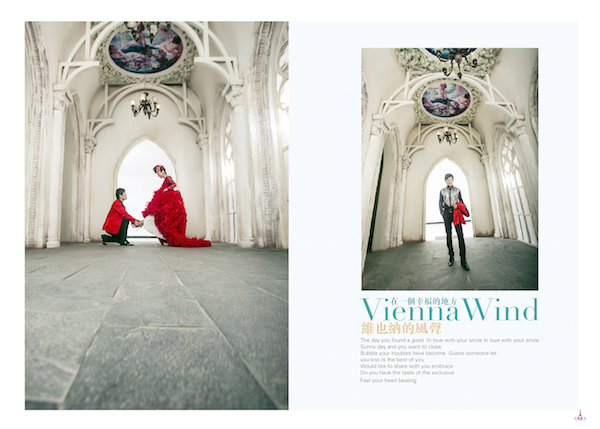 在一個幸福的地方
ViennaWind
維也納的風聲
The day you found a good In love with your smile In love with your smile
Sunny day and you want to close
Bubble your troubles have become Guess someone let
you kno Is the best of you
Would like to share with you embrace
Do you have the taste of the exclusive
Feel your heart beating